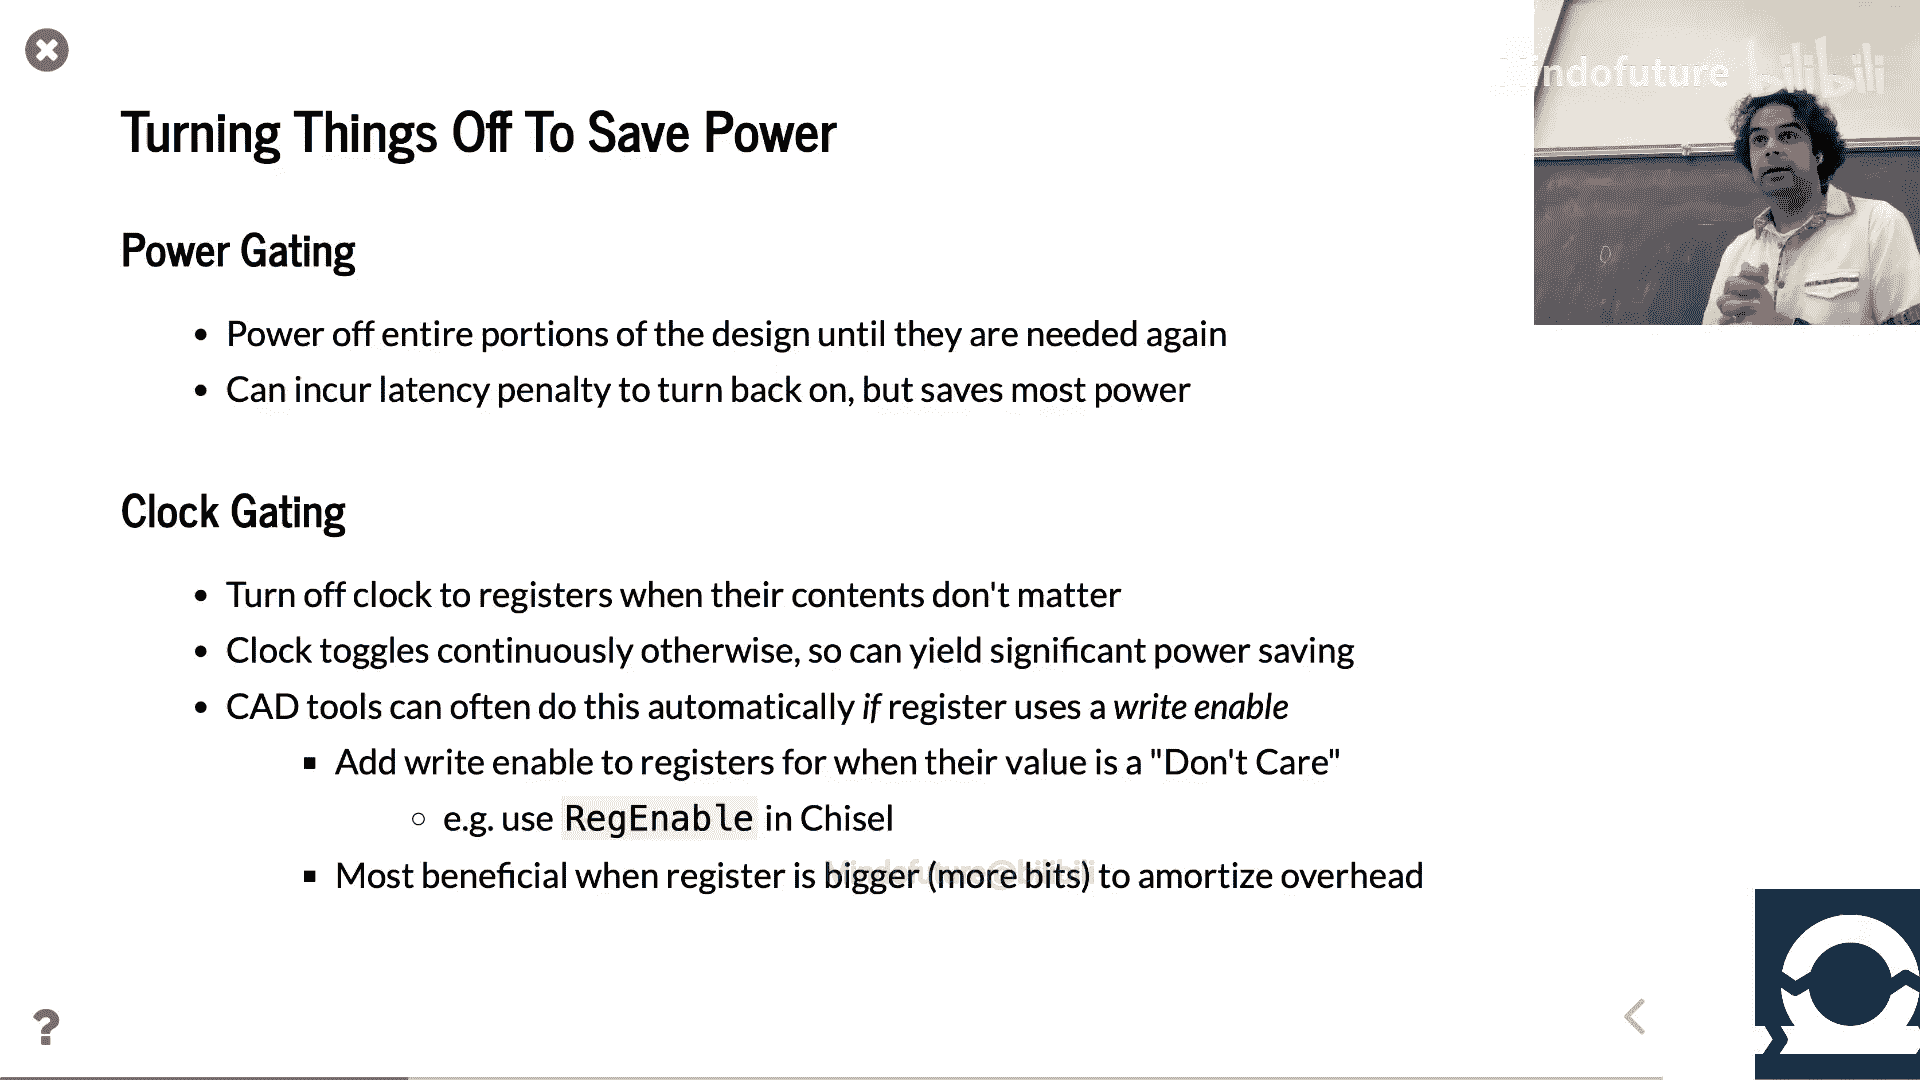 Turning Things Off To Save Power
Power Gating
Power off entire portions of the design until they are needed again
Can incur latency penalty to turn back on, but saves most power
Clock Gating
Turn off clock to registers when their contents don't matter
Clock toggles continuously otherwise, so can yield significant power saving
CAD tools can often do this automatically if register uses a write enable
Add write enable to registers for when their value is a "Don't Care"
e.g. use RegEnable in Chisel
Most beneficial when register is bigger (more bits) to amortize overhead
bilibili
?